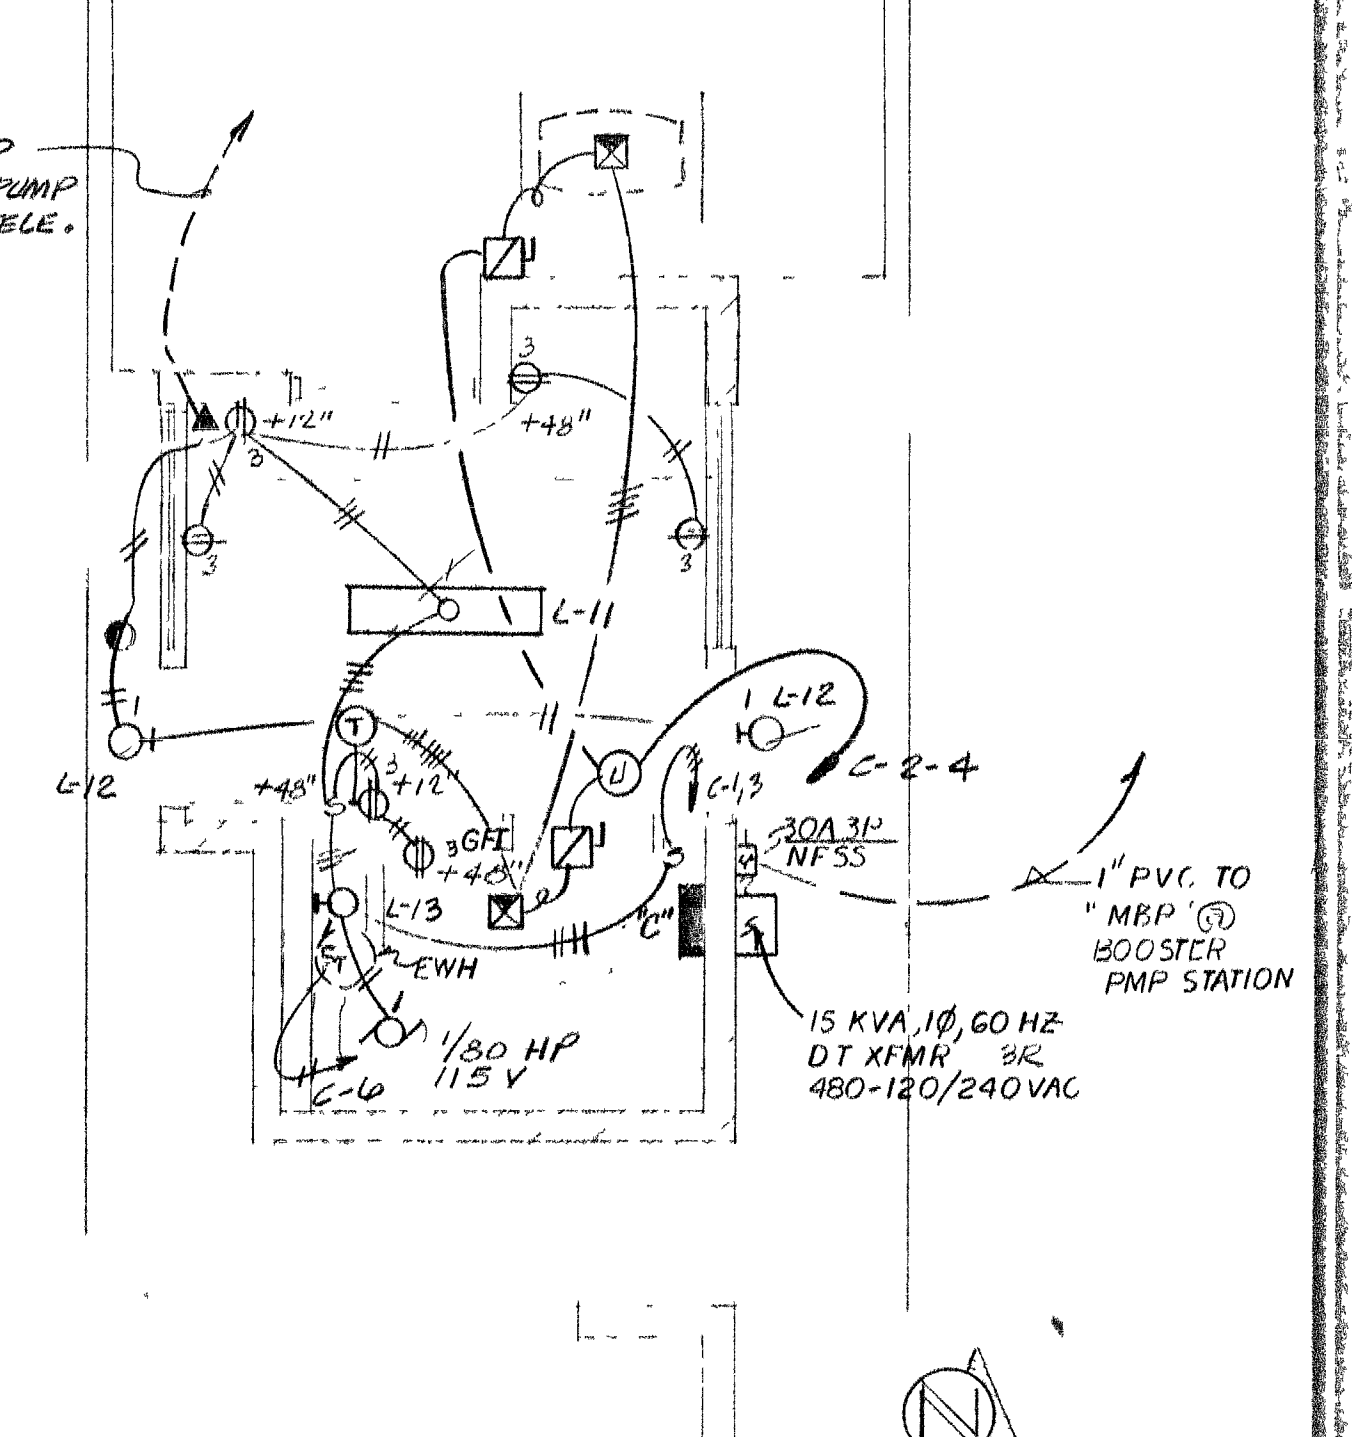 PUMP
TELE.
3
+48"
+12"
3
3
3
L-11
1
L-12
1 L-12
C-2-4
T
+48"
3
+12"
J
C-1,3
S
3 GFI
+48"
30A 3P
NFSS
L-13
"C"
1" PVC TO
"MBP" @
BOOSTER
PMP STATION
EWH
15 KVA, 1Ø, 60 HZ
DT XFMR 3R
480-120/240VAC
1/80 HP
115 V
C-6
N